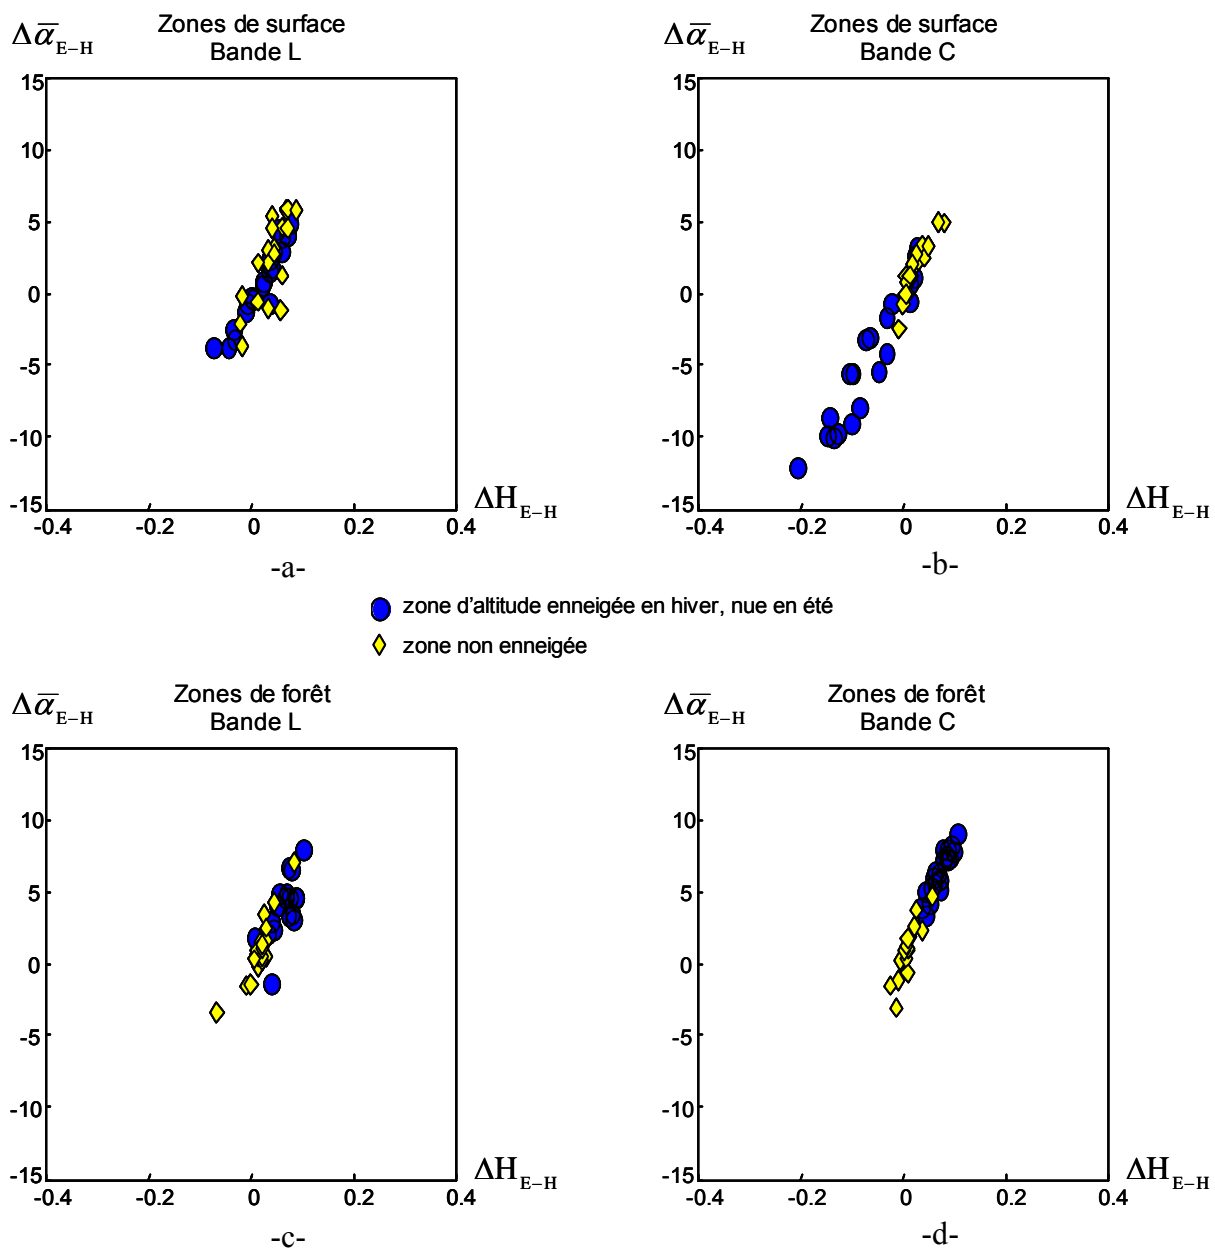 Δᾱ E−H
Zones de surface
Bande L
15
10
5
0
-5
-10
-15
-0.4
-0.2
0
0.2
0.4
ΔH E−H
-a-
Δᾱ E−H
Zones de surface
Bande C
15
10
5
0
-5
-10
-15
-0.4
-0.2
0
0.2
0.4
ΔH E−H
-b-
zone d'altitude enneigée en hiver, nue en été
zone non enneigée
Δᾱ E−H
Zones de forêt
Bande L
15
10
5
0
-5
-10
-15
-0.4
-0.2
0
0.2
0.4
ΔH E−H
-c-
Δᾱ E−H
Zones de forêt
Bande C
15
10
5
0
-5
-10
-15
-0.4
-0.2
0
0.2
0.4
ΔH E−H
-d-